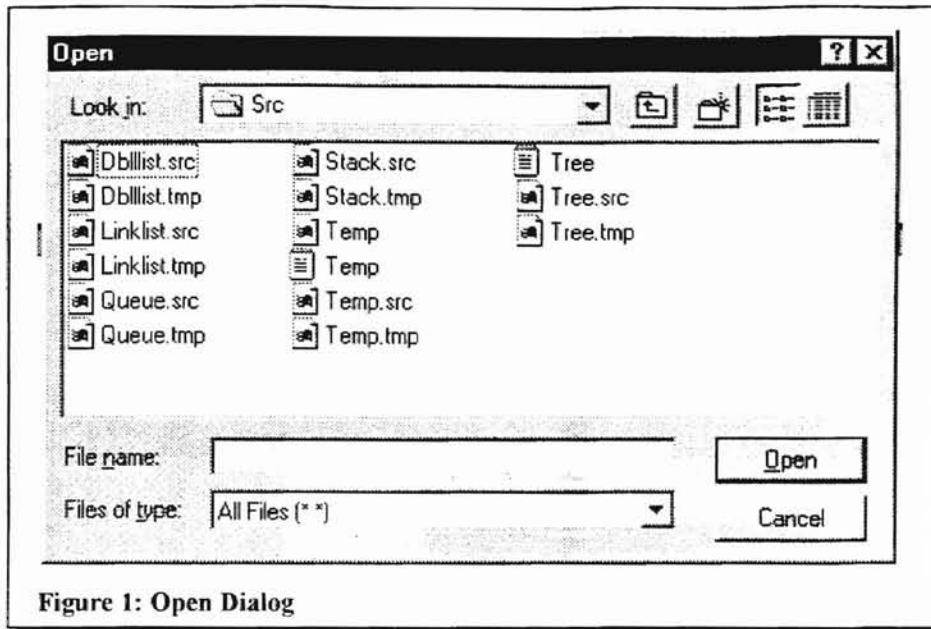 Open
Look in: Src
Dblllist.src
Dblllist.tmp
Linklist.src
Linklist.tmp
Queue.src
Queue.tmp
Stack.src
Stack.tmp
Temp
Temp
Temp.src
Temp.tmp
Tree
Tree.src
Tree.tmp
File name:
Open
Files of type: All Files (* *)
Cancel
Figure 1: Open Dialog